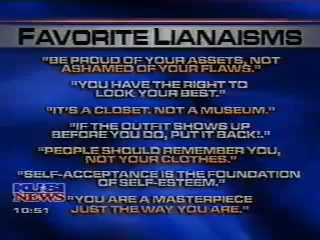 FAVORITE LIANAISMS
"BE PROUD OF YOUR ASSETS, NOT
ASHAMED OF YOUR FLAWS."
"YOU HAVE THE RIGHT TO
LOOK YOUR BEST."
"IT'S A CLOSET. NOT A MUSEUM."
"IF THE OUTFIT SHOWS UP
BEFORE YOU DO, PUT IT BACK!."
"PEOPLE SHOULD REMEMBER YOU,
NOT YOUR CLOTHES."
"SELF-ACCEPTANCE IS THE FOUNDATION
OF SELF-ESTEEM."
"YOU ARE A MASTERPIECE
JUST THE WAY YOU ARE."
KUSI
NEWS
10:51